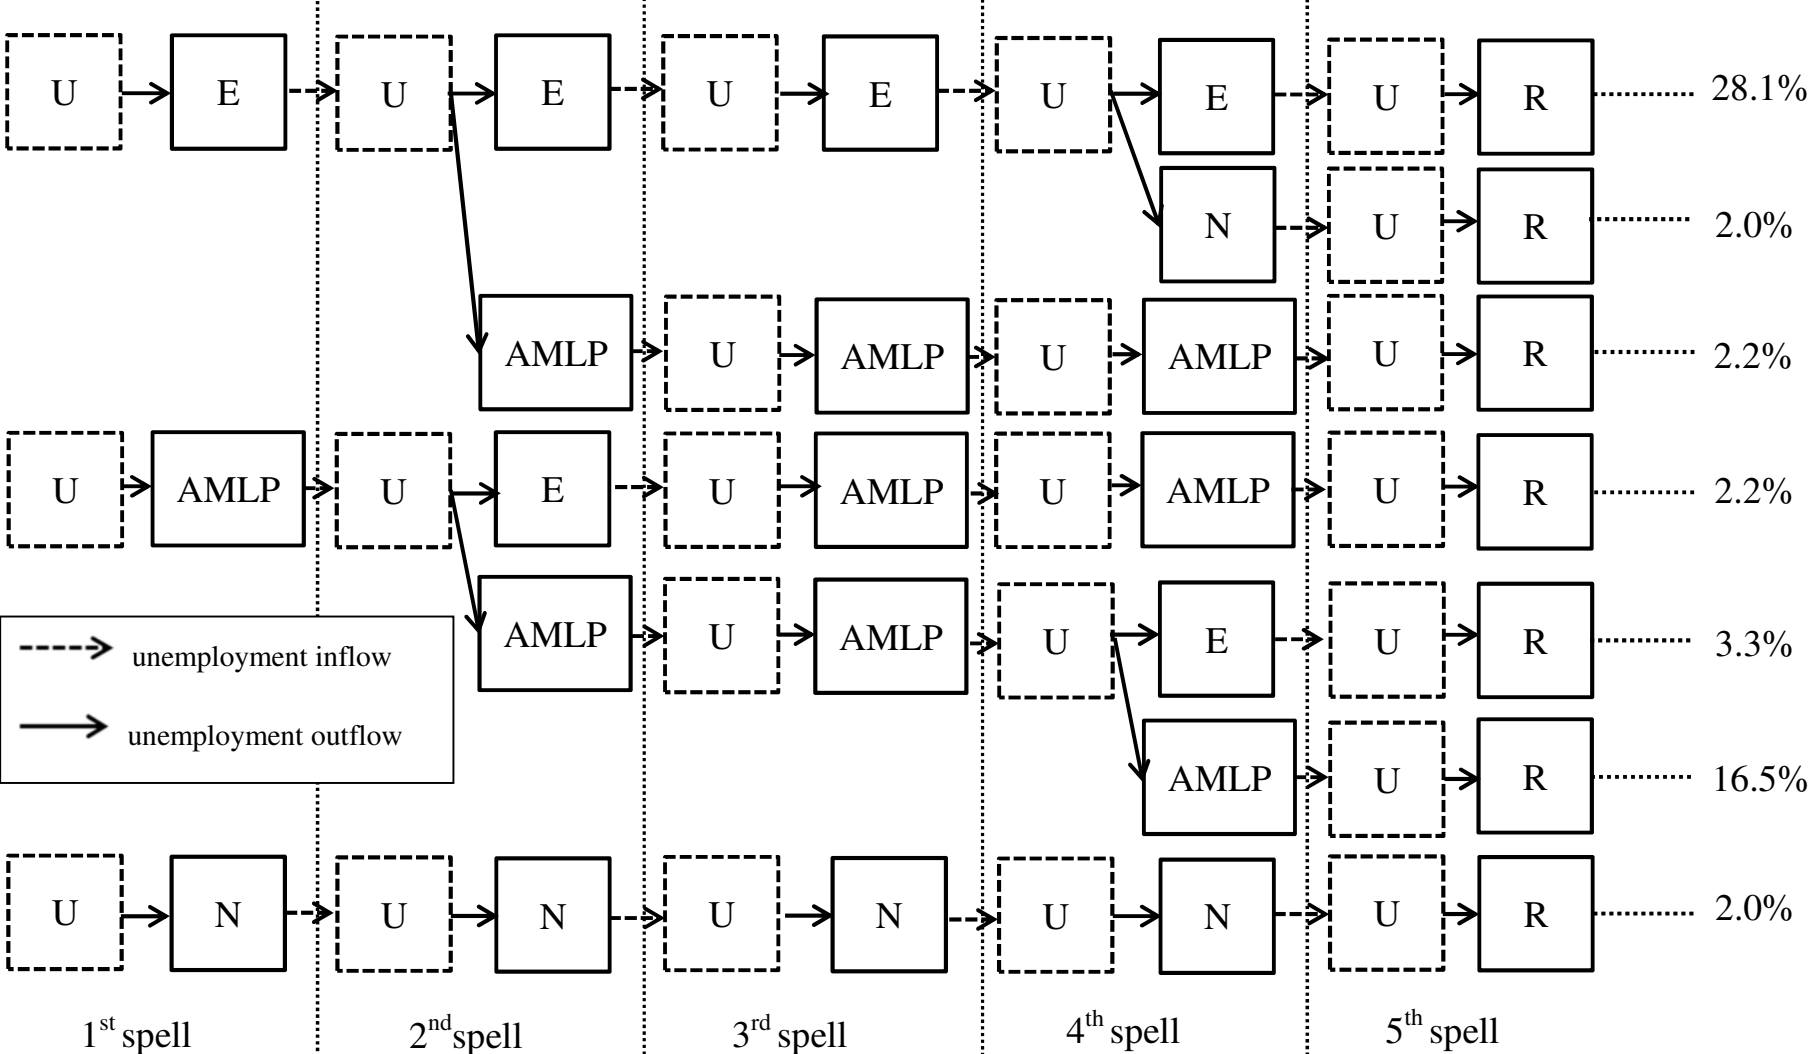 U E U E U E U E U R 28.1%
N U R 2.0%
AMLP U AMLP U AMLP U R 2.2%
U AMLP U E U AMLP U AMLP U R 2.2%
AMLP U AMLP U E U R 3.3%
unemployment inflow
unemployment outflow
AMLP U R 16.5%
U N U N U N U N U R 2.0%
1st spell 2nd spell 3rd spell 4th spell 5th spell